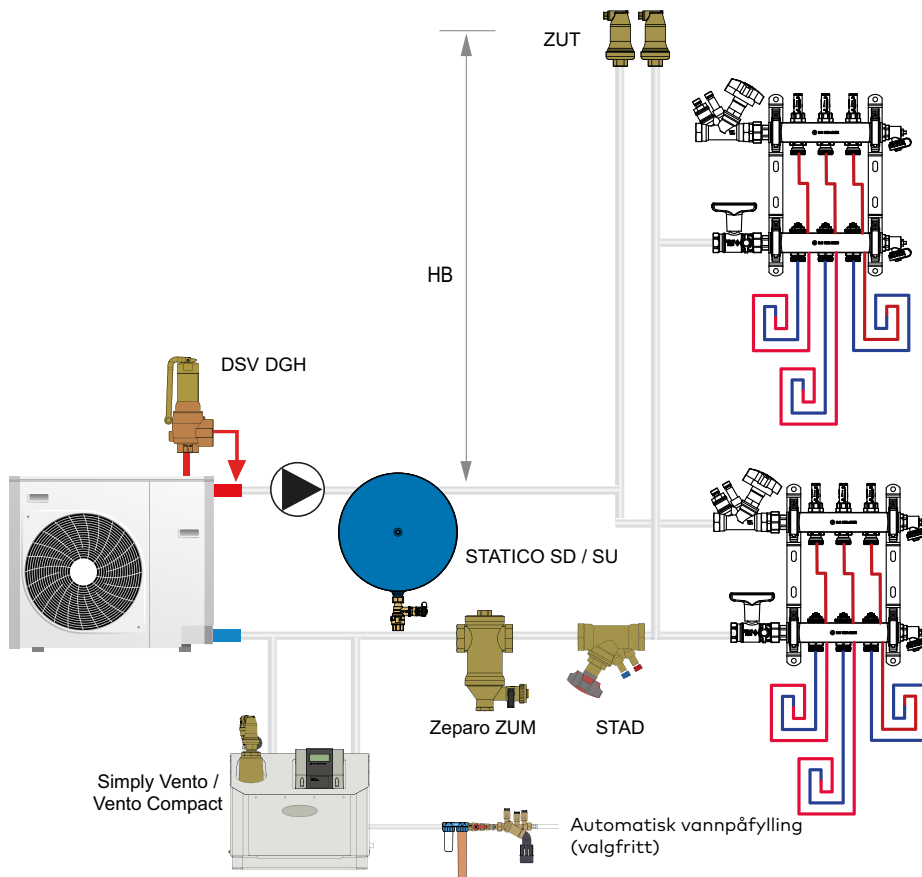 ZUT
HB
DSV DGH
STATICO SD / SU
Zeparo ZUM
STAD
Simply Vento /
Vento Compact
Automatisk vannpåfylling
(valgfritt)